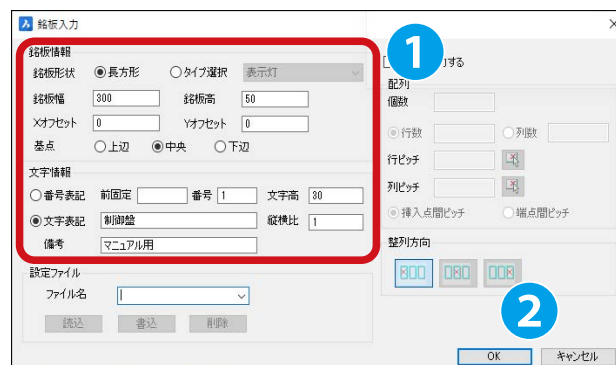 銘板入力
銘板情報
銘板形状 長方形 タイプ選択 表示灯
銘板幅 300 銘板高 50
Xオフセット 0 Yオフセット 0
基点 上辺 中央 下辺
文字情報
番号表記 前固定 番号 1 文字高 30
文字表記 制御盤 縦横比 1
備考 マニュアル用
設定ファイル
ファイル名
読込 書込 削除
1
する
配列
個数
行数 列数
行ピッチ
列ピッチ
挿入点間ピッチ 端点間ピッチ
整列方向
2
OK キャンセル